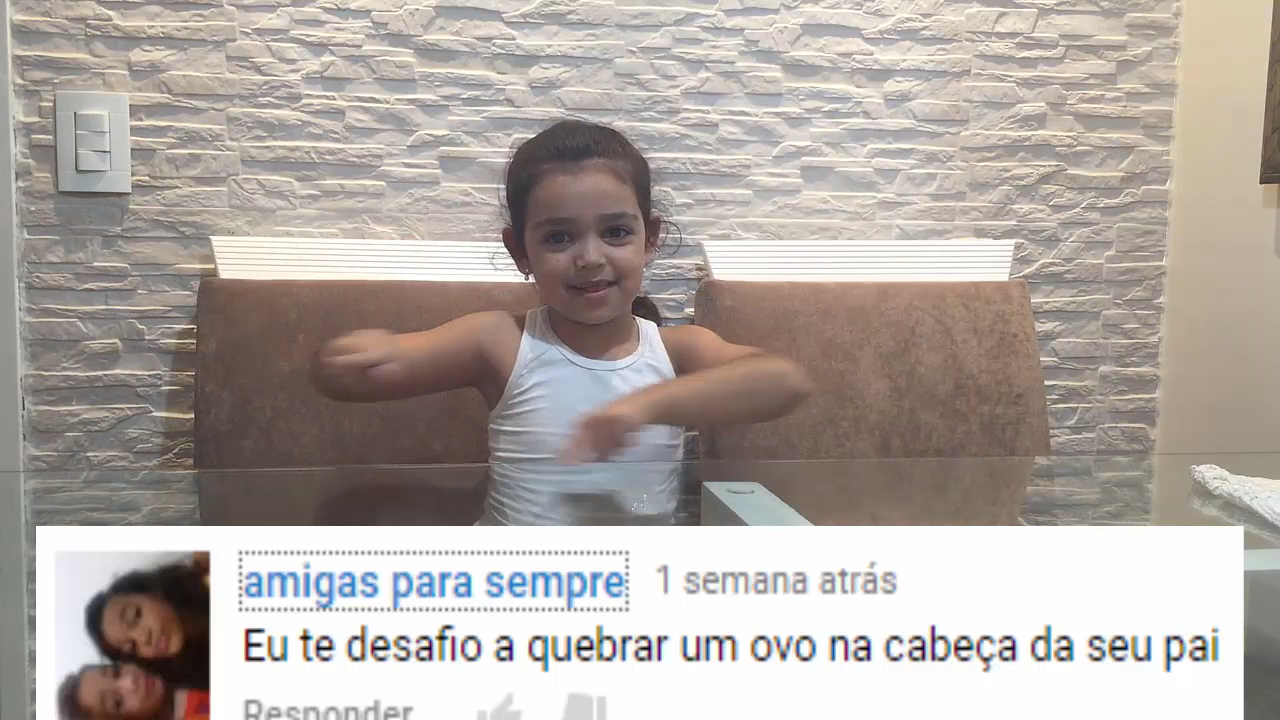 amigas para sempre 1 semana atrás
Eu te desafio a quebrar um ovo na cabeça da seu pai
Responder